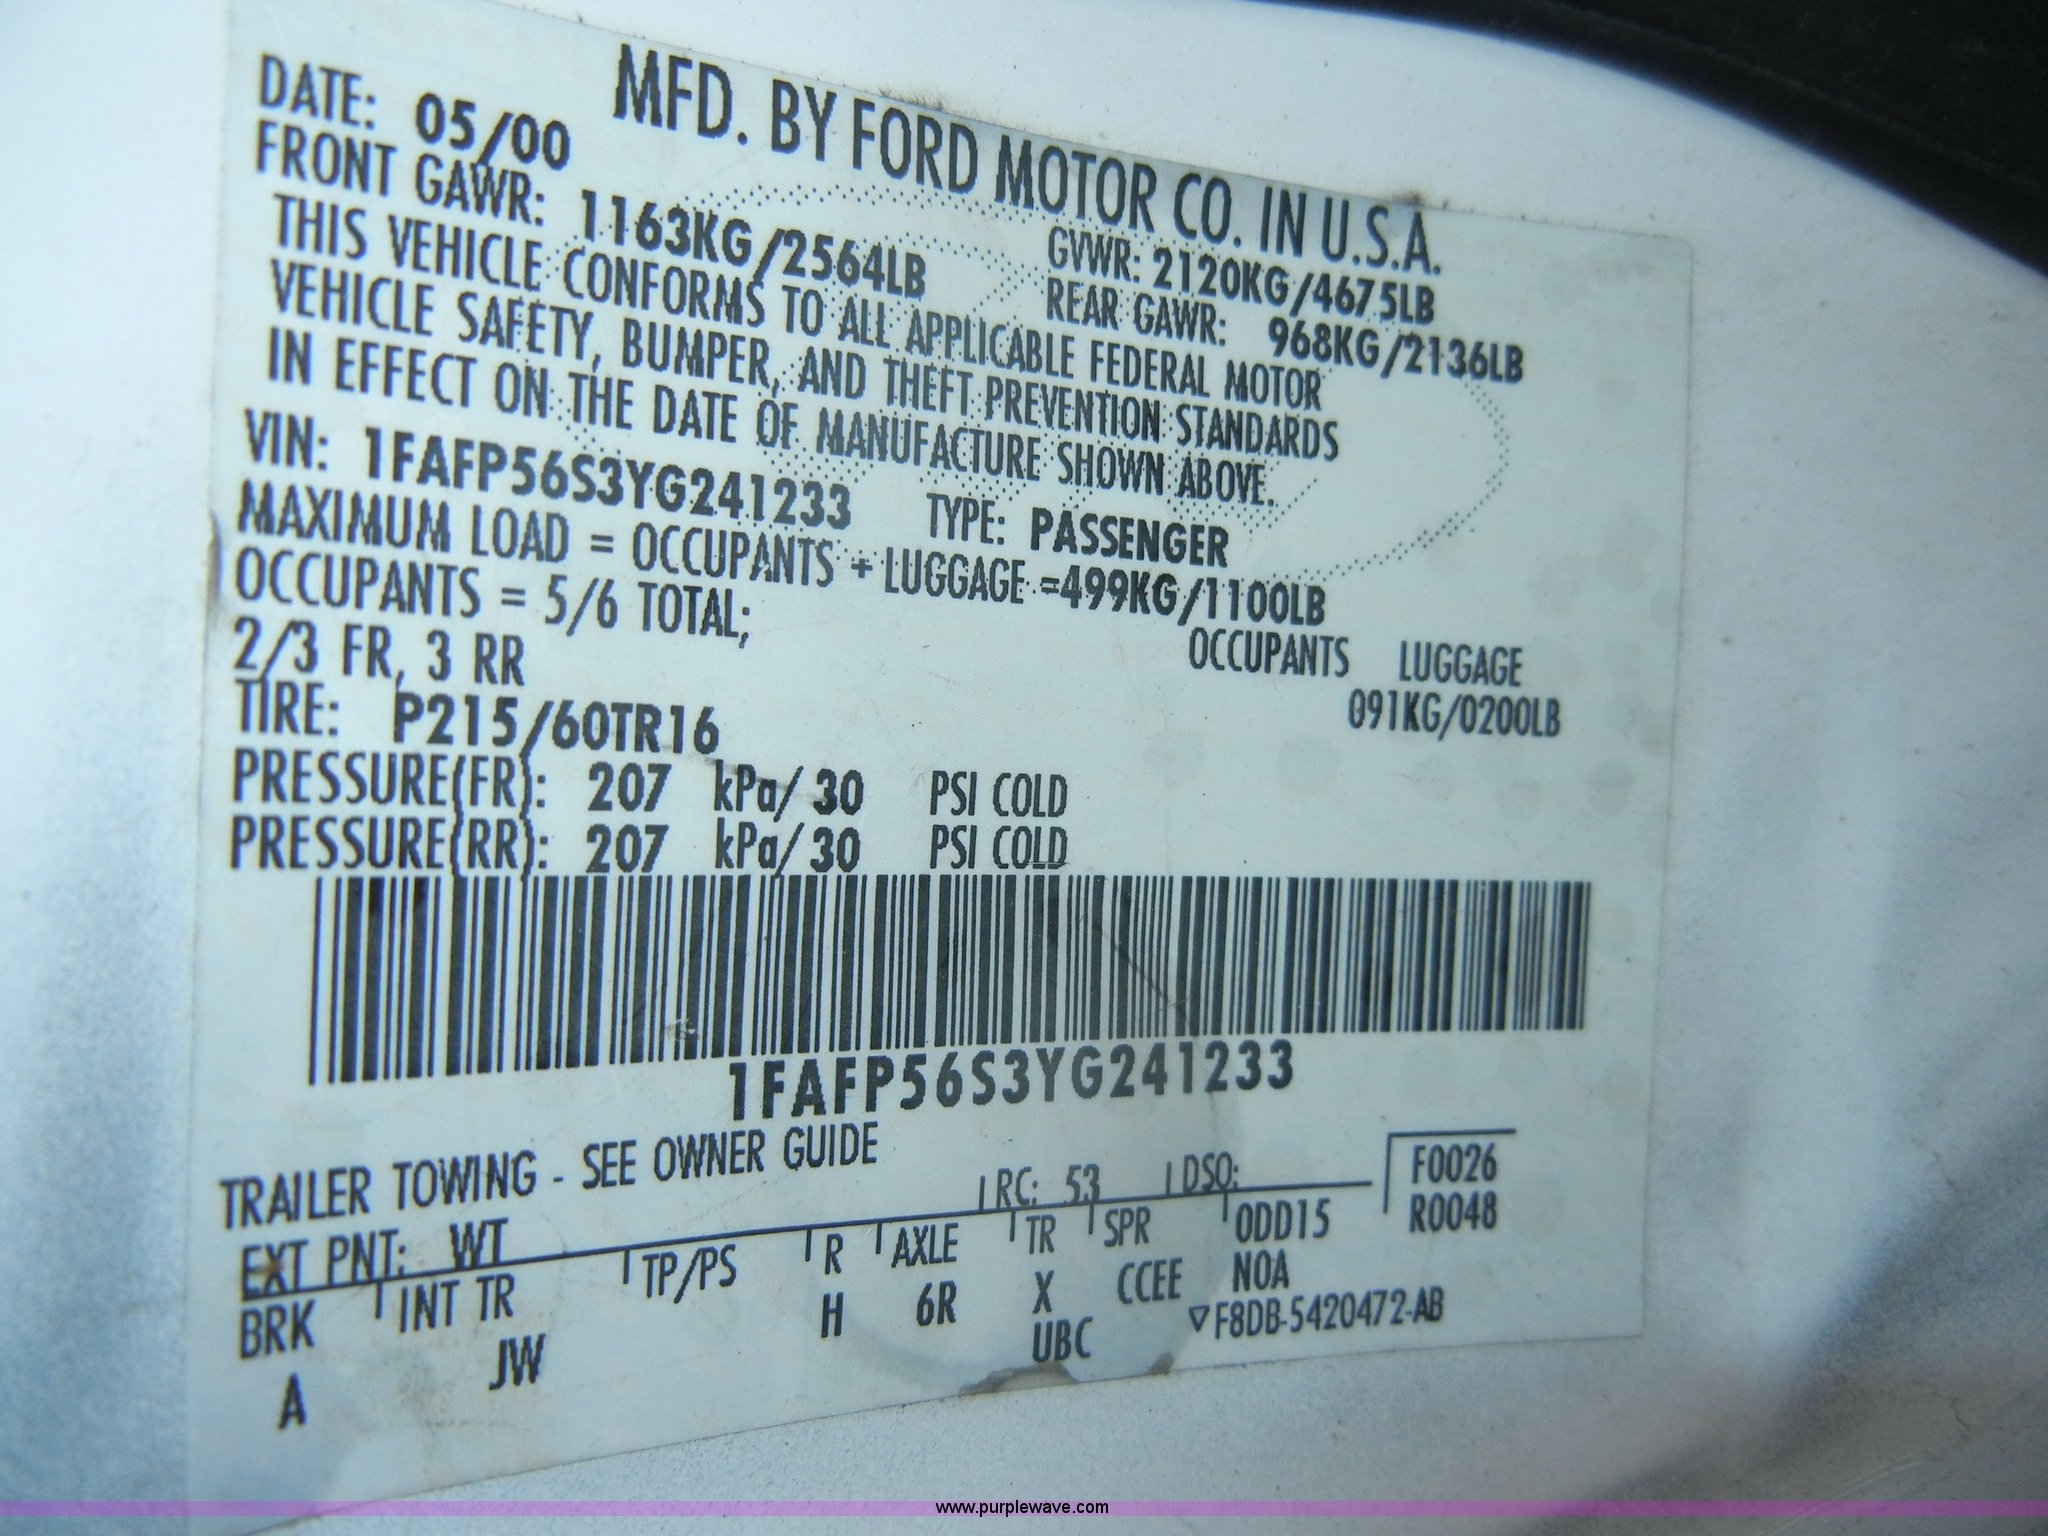 MFD. BY FORD MOTOR CO. IN U.S.A.
DATE: 05/00 GVWR: 2120KG/4675LB
FRONT GAWR: 1163KG/2564LB REAR GAWR: 968KG/2136LB
THIS VEHICLE CONFORMS TO ALL APPLICABLE FEDERAL MOTOR
VEHICLE SAFETY, BUMPER, AND THEFT PREVENTION STANDARDS
IN EFFECT ON THE DATE OF MANUFACTURE SHOWN ABOVE.
VIN: 1FAFP56S3YG241233 TYPE: PASSENGER
MAXIMUM LOAD = OCCUPANTS + LUGGAGE =499KG/1100LB
OCCUPANTS = 5/6 TOTAL; OCCUPANTS LUGGAGE
2/3 FR, 3 RR 091KG/0200LB
TIRE: P215/60TR16
PRESSURE(FR): 207 kPa/ 30 PSI COLD
PRESSURE(RR): 207 kPa/ 30 PSI COLD
1FAFP56S3YG241233
TRAILER TOWING - SEE OWNER GUIDE
EXT PNT: WT RC: 53 DSO: F0026
R0048
BRK INT TR TP/PS R AXLE TR SPR ODD15
A JW H 6R X CCEE NOA
UBC ▽F8DB-5420472-AB
www.purplewave.com